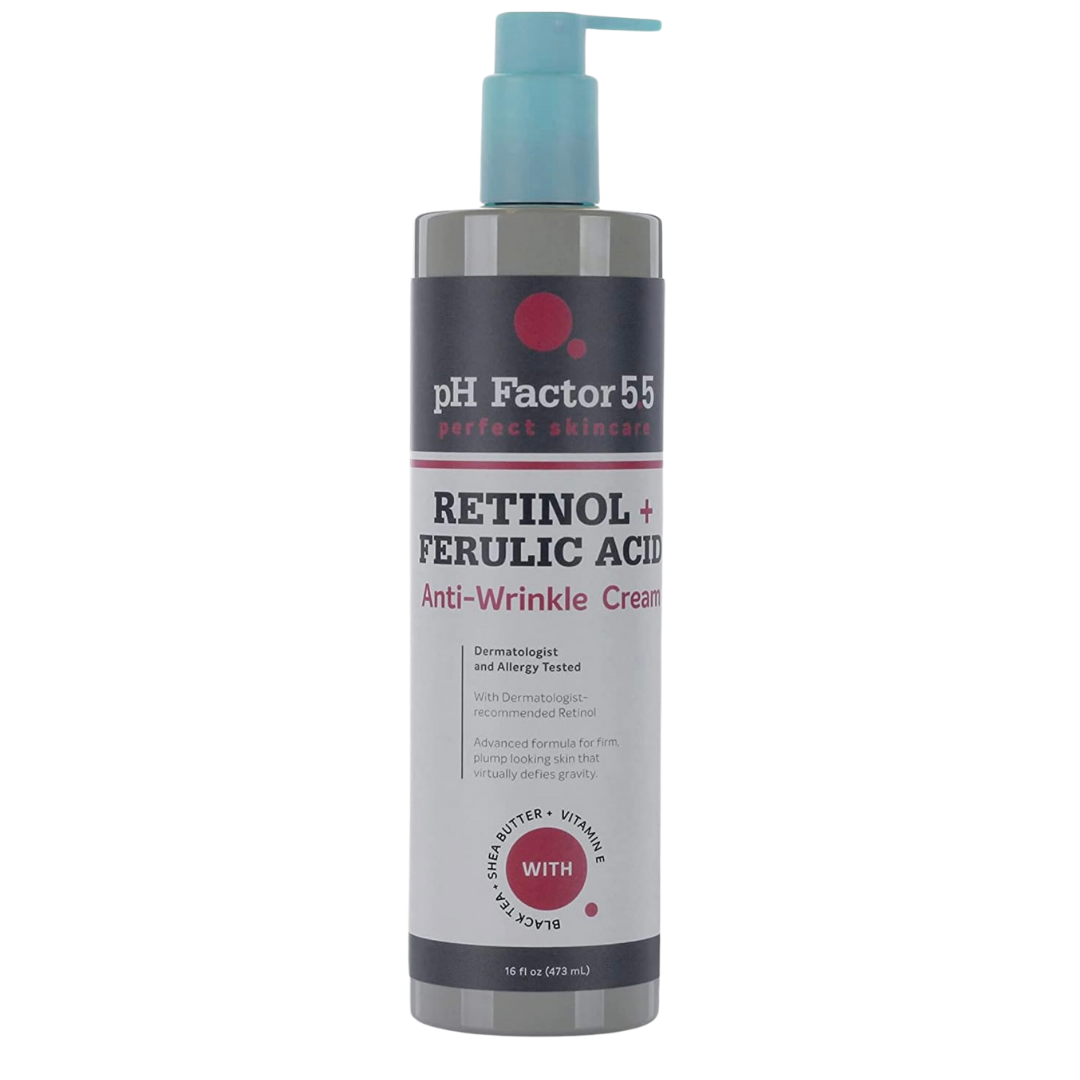 pH Factor 5.5
perfect skincare
RETINOL +
FERULIC ACID
Anti-Wrinkle Cream
Dermatologist
and Allergy Tested
With Dermatologist-
recommended Retinol
Advanced formula for firm,
plump looking skin that
virtually defies gravity.
BLACK TEA + SHEA BUTTER + VITAMIN E
WITH
16 fl oz (473 mL)